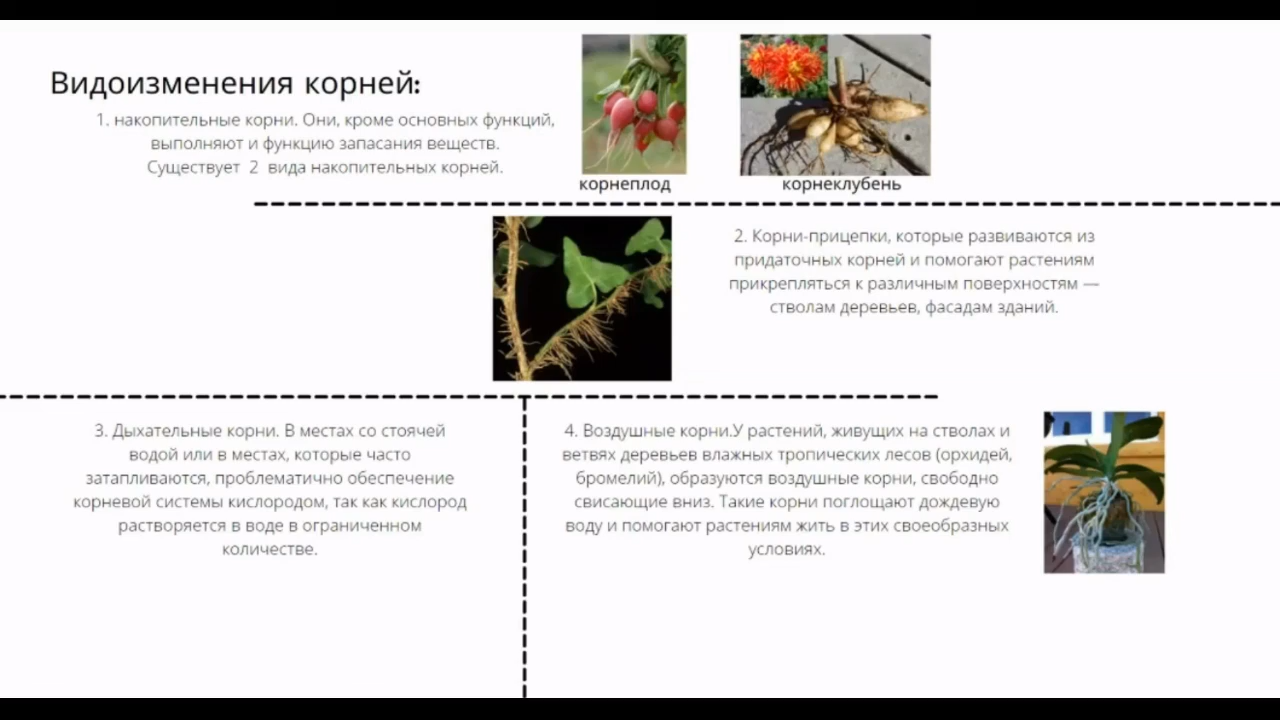 Видоизменения корней:
1. накопительные корни. Они, кроме основных функций,
выполняют и функцию запасания веществ.
Существует 2 вида накопительных корней.
корнеплод
корнеклубень
2. Корни-прицепки, которые развиваются из
придаточных корней и помогают растениям
прикрепляться к различным поверхностям —
стволам деревьев, фасадам зданий.
3. Дыхательные корни. В местах со стоячей
водой или в местах, которые часто
затапливаются, проблематично обеспечение
корневой системы кислородом, так как кислород
растворяется в воде в ограниченном
количестве.
4. Воздушные корни.У растений, живущих на стволах и
ветвях деревьев влажных тропических лесов (орхидей,
бромелий), образуются воздушные корни, свободно
свисающие вниз. Такие корни поглощают дождевую
воду и помогают растениям жить в этих своеобразных
условиях.